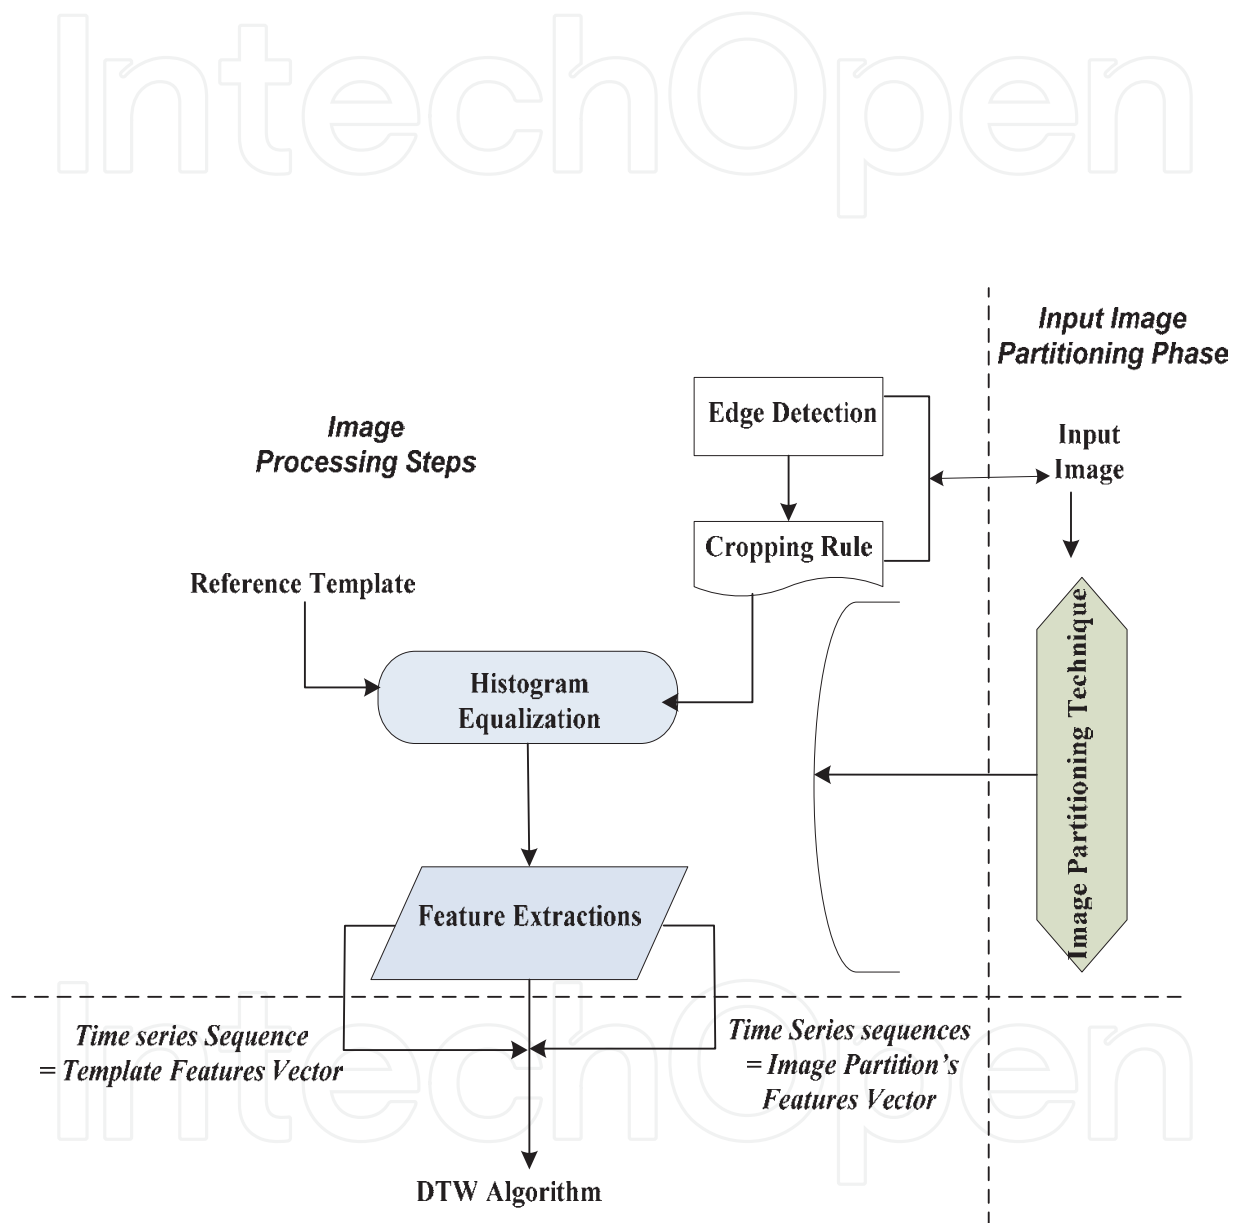 IntechOpen
Input Image
Partitioning Phase
Edge Detection
Image
Processing Steps
Input
Image
Cropping Rule
Reference Template
Histogram
Equalization
Image Partitioning Technique
Feature Extractions
IntechOpen
Time series Sequence
= Template Features Vector
Time Series sequences
= Image Partition's
Features Vector
DTW Algorithm